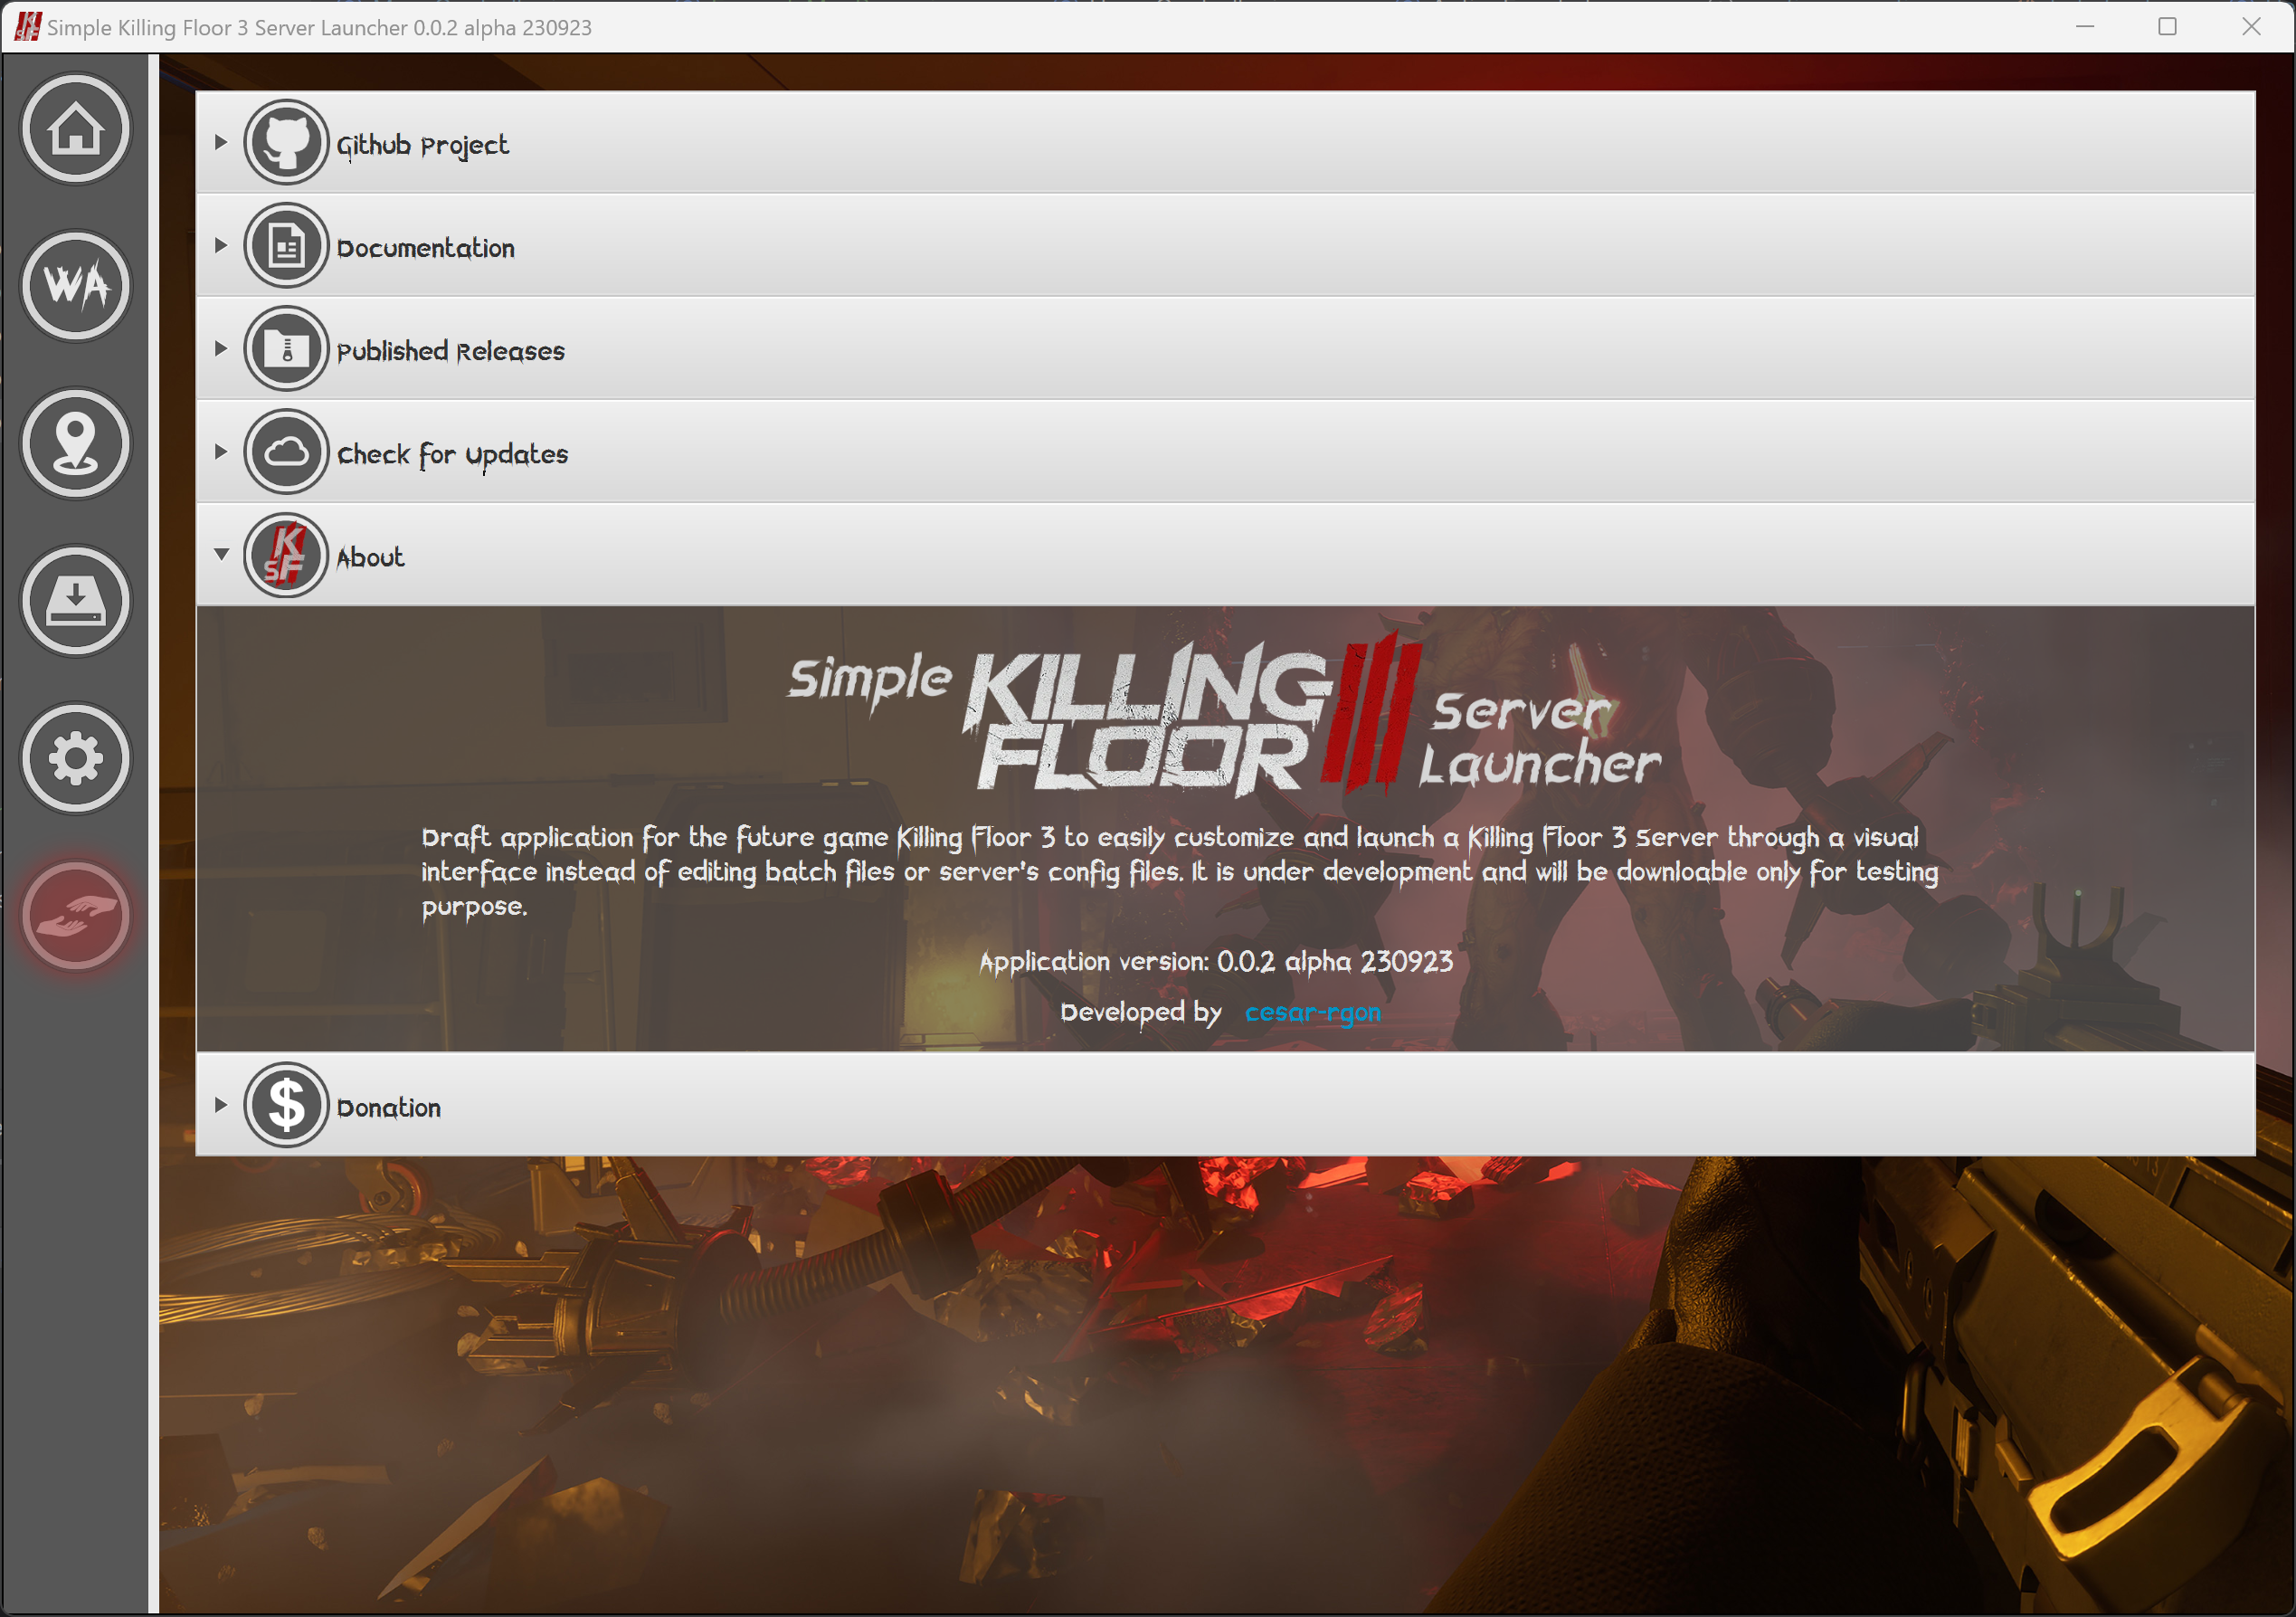 Simple Killing Floor 3 Server Launcher 0.0.2 alpha 230923
WA
Github Project
Documentation
Published Releases
Check for Updates
KSF
About
Simple KILLING FLOOR III Server Launcher
Draft application for the future game Killing Floor 3 to easily customize and launch a Killing Floor 3 Server through a visual
interface instead of editing batch files or server's config files. It is under development and will be downloable only for testing
purpose.
Application version: 0.0.2 alpha 230923
Developed by cesar-rgon
$
Donation